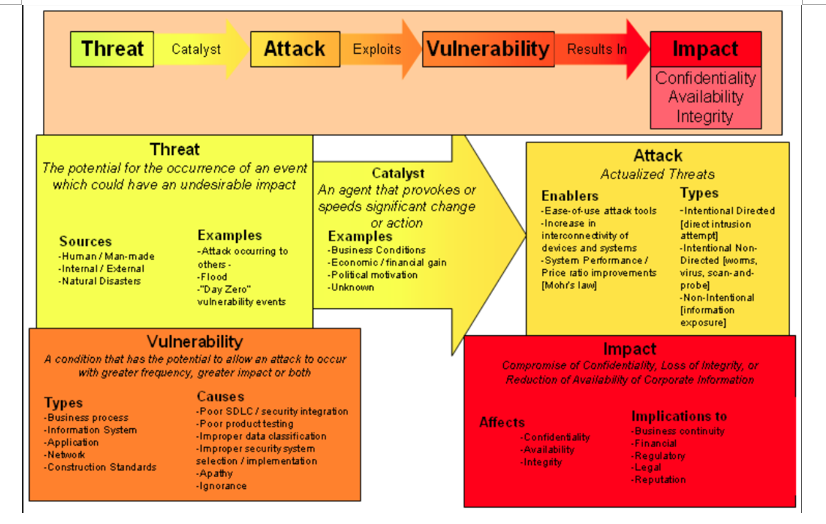 Threat
Catalyst
Attack
Exploits
Vulnerability
Results In
Impact
Confidentiality
Availability
Integrity
Threat
The potential for the occurrence of an event
which could have an undesirable impact
Sources
-Human / Man-made
-Internal / External
-Natural Disasters
Examples
-Attack occurring to
others -
-Flood
-"Day Zero"
vulnerability events
Catalyst
An agent that provokes or
speeds significant change
or action
Examples
-Business Conditions
-Economic / financial gain
-Political motivation
-Unknown
Attack
Actualized Threats
Enablers
-Ease-of-use attack tools
-Increase in
interconnectivity of
devices and systems
-System Performance /
Price ratio improvements
[Mohr's law]
Types
-Intentional Directed
[direct intrusion
attempt]
-Intentional Non-
Directed [worms,
virus, scan-and-
probe]
-Non-Intentional
[information
exposure]
Vulnerability
A condition that has the potential to allow an attack to occur
with greater frequency, greater impact or both
Types
-Business process
-Information System
-Application
-Network
-Construction Standards
Causes
-Poor SDLC / security integration
-Poor product testing
-Improper data classification
-Improper security system
selection / implementation
-Apathy
-Ignorance
Impact
Compromise of Confidentiality, Loss of Integrity, or
Reduction of Availability of Corporate Information
Affects
-Confidentiality
-Availability
-Integrity
Implications to
-Business continuity
-Financial
-Regulatory
-Legal
-Reputation